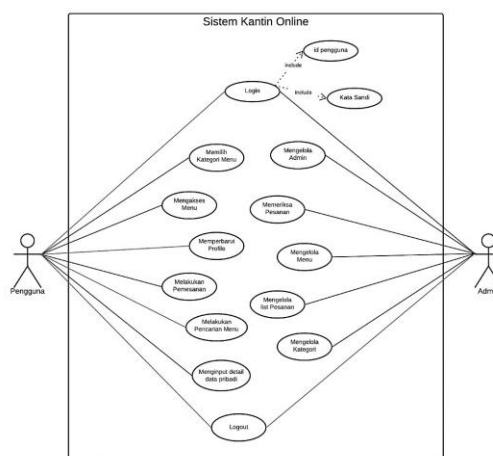 Sistem Kantin Online
id pengguna
include
Login
include
Kata Sandi
Memilih
Kategori Menu
Mengelola
Admin
Mengakses
Menu
Memeriksa
Pesanan
Memperbarui
Profile
Mengelola
Menu
Pengguna
Admi
Melakukan
Pemesanan
Mengelola
list Pesanan
Melakukan
Pencarian Menu
Mengelola
Kategori
Menginput detail
data pribadi
Logout